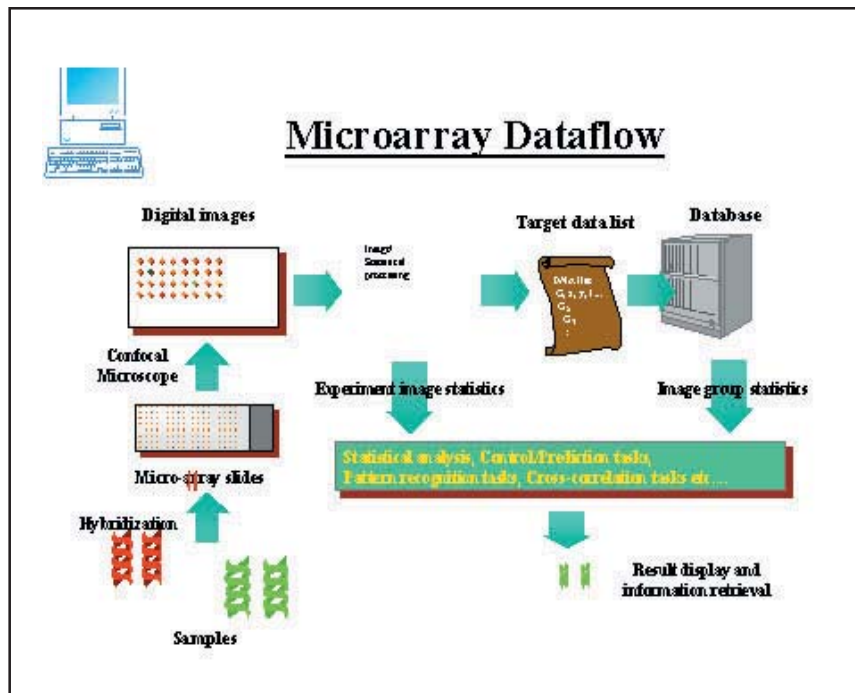 Microarray Dataflow
Digital images
Target data list
Database
Image/
processing
Confocal
Microscope
Experiment image statistics
Image group statistics
Statistical analysis, Control/Prediction tasks,
Pattern recognition tasks, Cross-correlation tasks etc....
Micro-array slides
Hybridization
Result display and
information retrieval
Samples